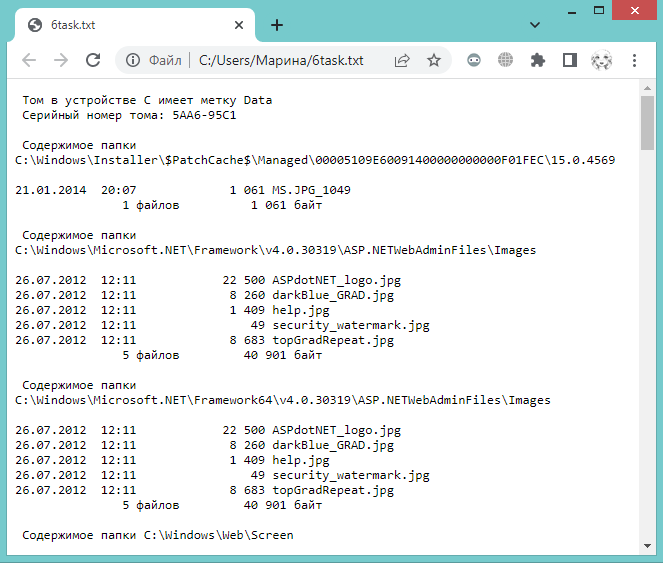 6task.txt
Файл C:/Users/Марина/6task.txt
Том в устройстве C имеет метку Data
Серийный номер тома: 5AA6-95C1
Содержимое папки
C:\Windows\Installer\$PatchCache$\Managed\00005109E60091400000000000F01FEC\15.0.4569
21.01.2014 20:07 1 061 MS.JPG_1049
1 файлов 1 061 байт
Содержимое папки
C:\Windows\Microsoft.NET\Framework\v4.0.30319\ASP.NETWebAdminFiles\Images
26.07.2012 12:11 22 500 ASPdotNET_logo.jpg
26.07.2012 12:11 8 260 darkBlue_GRAD.jpg
26.07.2012 12:11 1 409 help.jpg
26.07.2012 12:11 49 security_watermark.jpg
26.07.2012 12:11 8 683 topGradRepeat.jpg
5 файлов 40 901 байт
Содержимое папки
C:\Windows\Microsoft.NET\Framework64\v4.0.30319\ASP.NETWebAdminFiles\Images
26.07.2012 12:11 22 500 ASPdotNET_logo.jpg
26.07.2012 12:11 8 260 darkBlue_GRAD.jpg
26.07.2012 12:11 1 409 help.jpg
26.07.2012 12:11 49 security_watermark.jpg
26.07.2012 12:11 8 683 topGradRepeat.jpg
5 файлов 40 901 байт
Содержимое папки C:\Windows\Web\Screen